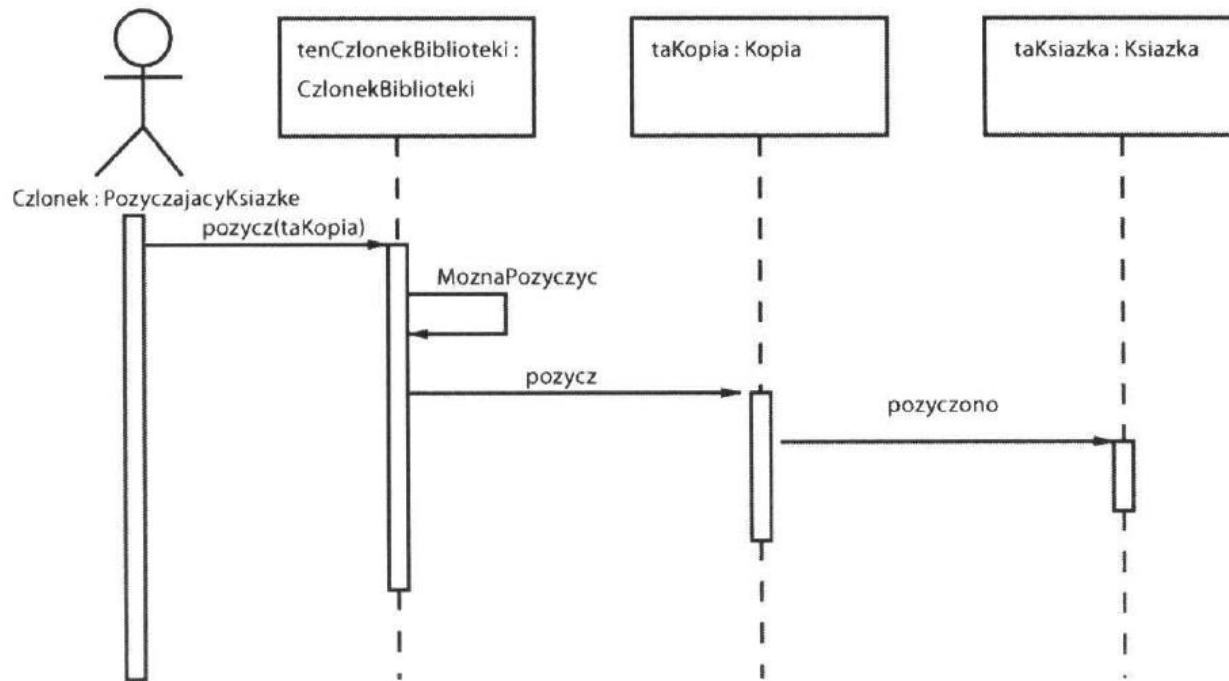 tenCzlonekBiblioteki :
CzlonekBiblioteki
taKopia : Kopia
taKsiazka : Ksiazka
Czlonek : PozyczajacyKsiazke
pozycz(taKopia)
MoznaPozyczyc
pozycz
pozyczono